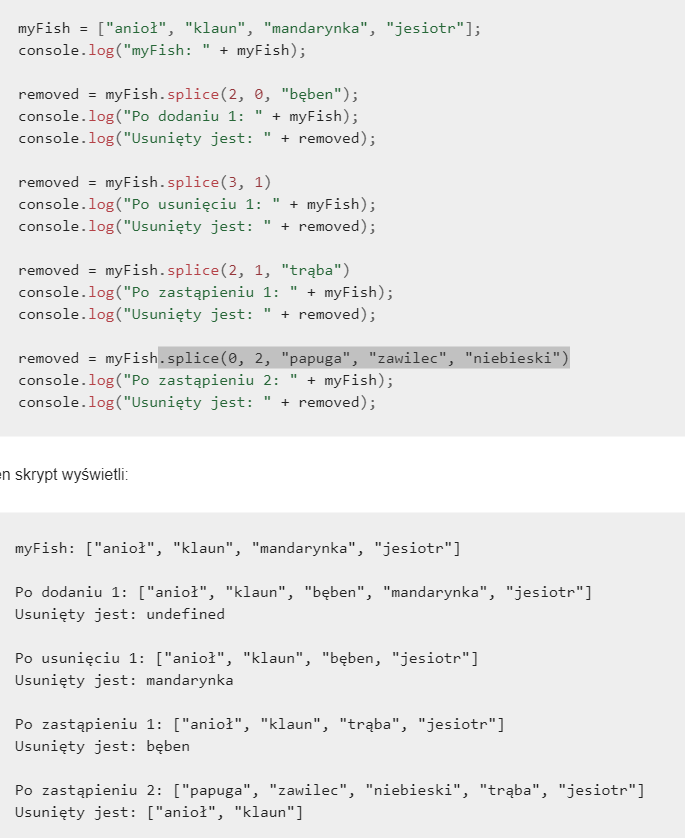 myFish = ["anioł", "klaun", "mandarynka", "jesiotr"];
console.log("myFish: " + myFish);
removed = myFish.splice(2, 0, "bęben");
console.log("Po dodaniu 1: " + myFish);
console.log("Usunięty jest: " + removed);
removed = myFish.splice(3, 1)
console.log("Po usunięciu 1: " + myFish);
console.log("Usunięty jest: " + removed);
removed = myFish.splice(2, 1, "trąba")
console.log("Po zastąpieniu 1: " + myFish);
console.log("Usunięty jest: " + removed);
removed = myFish.splice(0, 2, "papuga", "zawilec", "niebieski")
console.log("Po zastąpieniu 2: " + myFish);
console.log("Usunięty jest: " + removed);
en skrypt wyświetli:
myFish: ["anioł", "klaun", "mandarynka", "jesiotr"]
Po dodaniu 1: ["anioł", "klaun", "bęben", "mandarynka", "jesiotr"]
Usunięty jest: undefined
Po usunięciu 1: ["anioł", "klaun", "bęben, "jesiotr"]
Usunięty jest: mandarynka
Po zastąpieniu 1: ["anioł", "klaun", "trąba", "jesiotr"]
Usunięty jest: bęben
Po zastąpieniu 2: ["papuga", "zawilec", "niebieski", "trąba", "jesiotr"]
Usunięty jest: ["anioł", "klaun"]